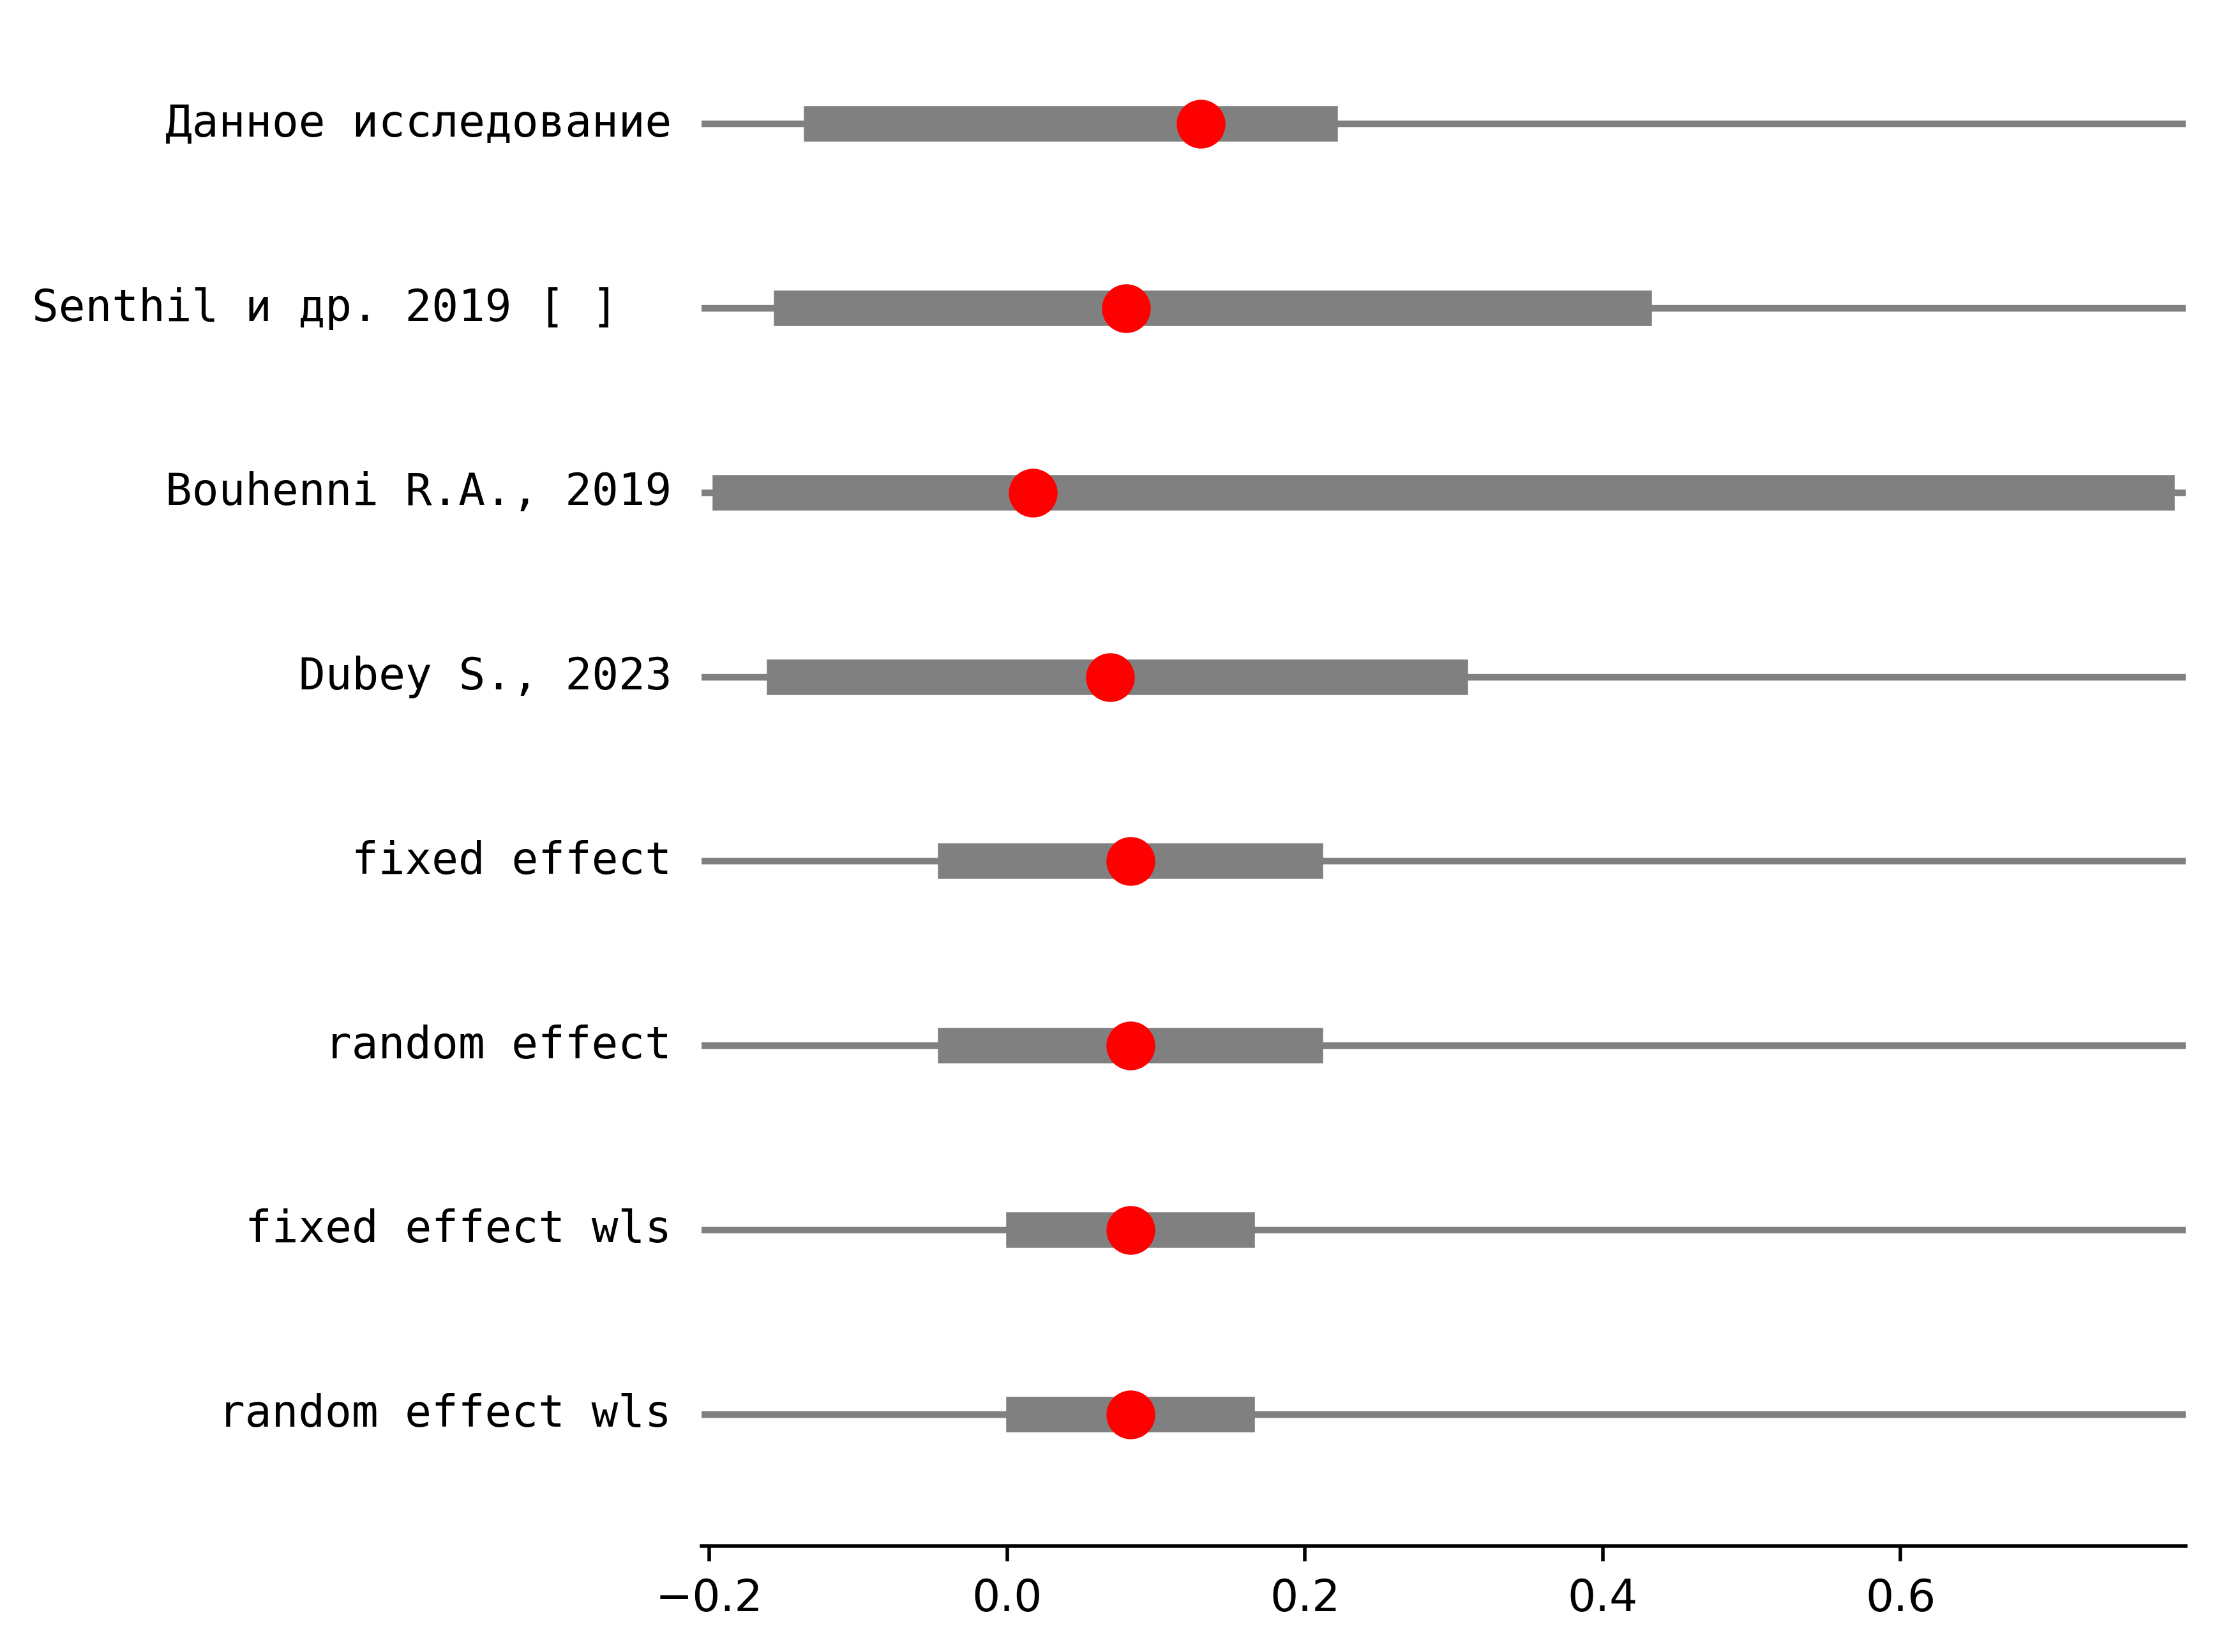 Данное исследование
Senthil и др. 2019 [ ]
Bouhenni R.A., 2019
Dubey S., 2023
fixed effect
random effect
fixed effect wls
random effect wls
−0.2 0.0 0.2 0.4 0.6